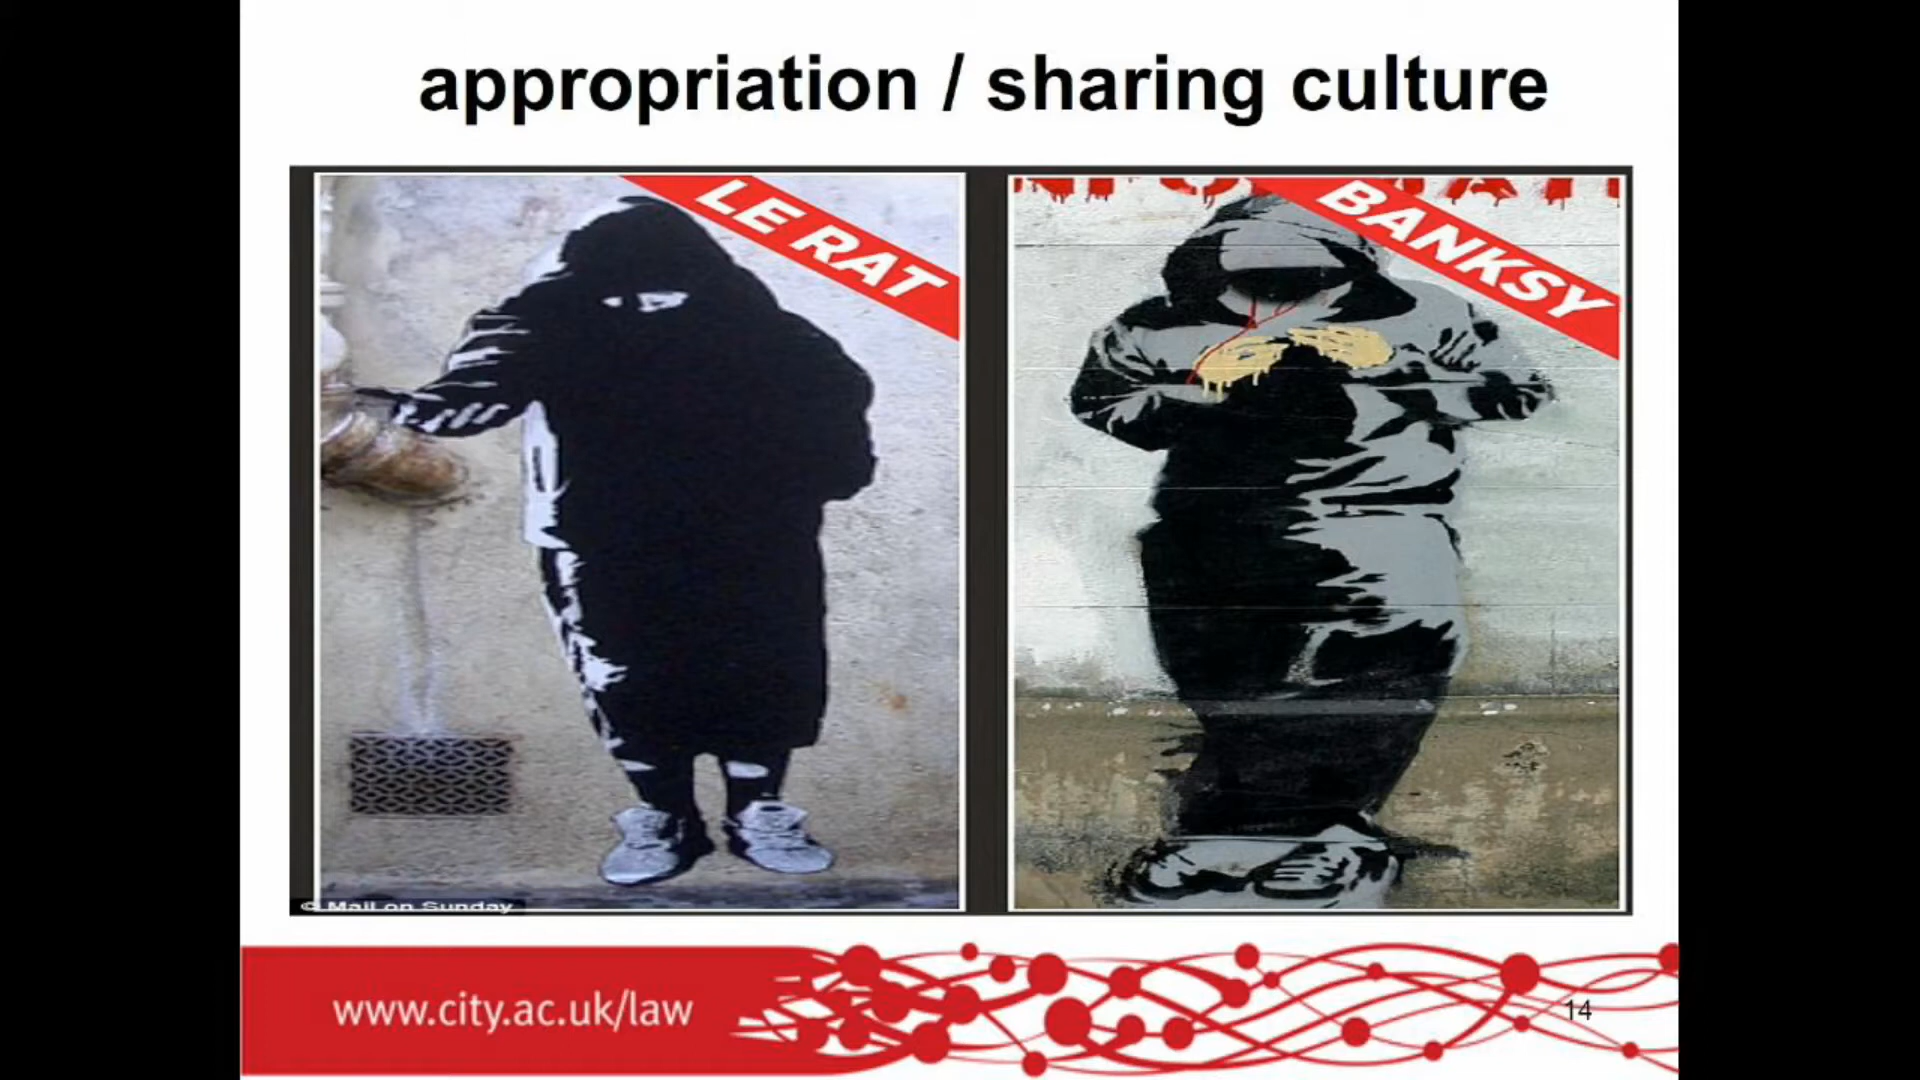 appropriation / sharing culture
LE RAT
BANKSY
© Mail on Sunday
www.city.ac.uk/law
14